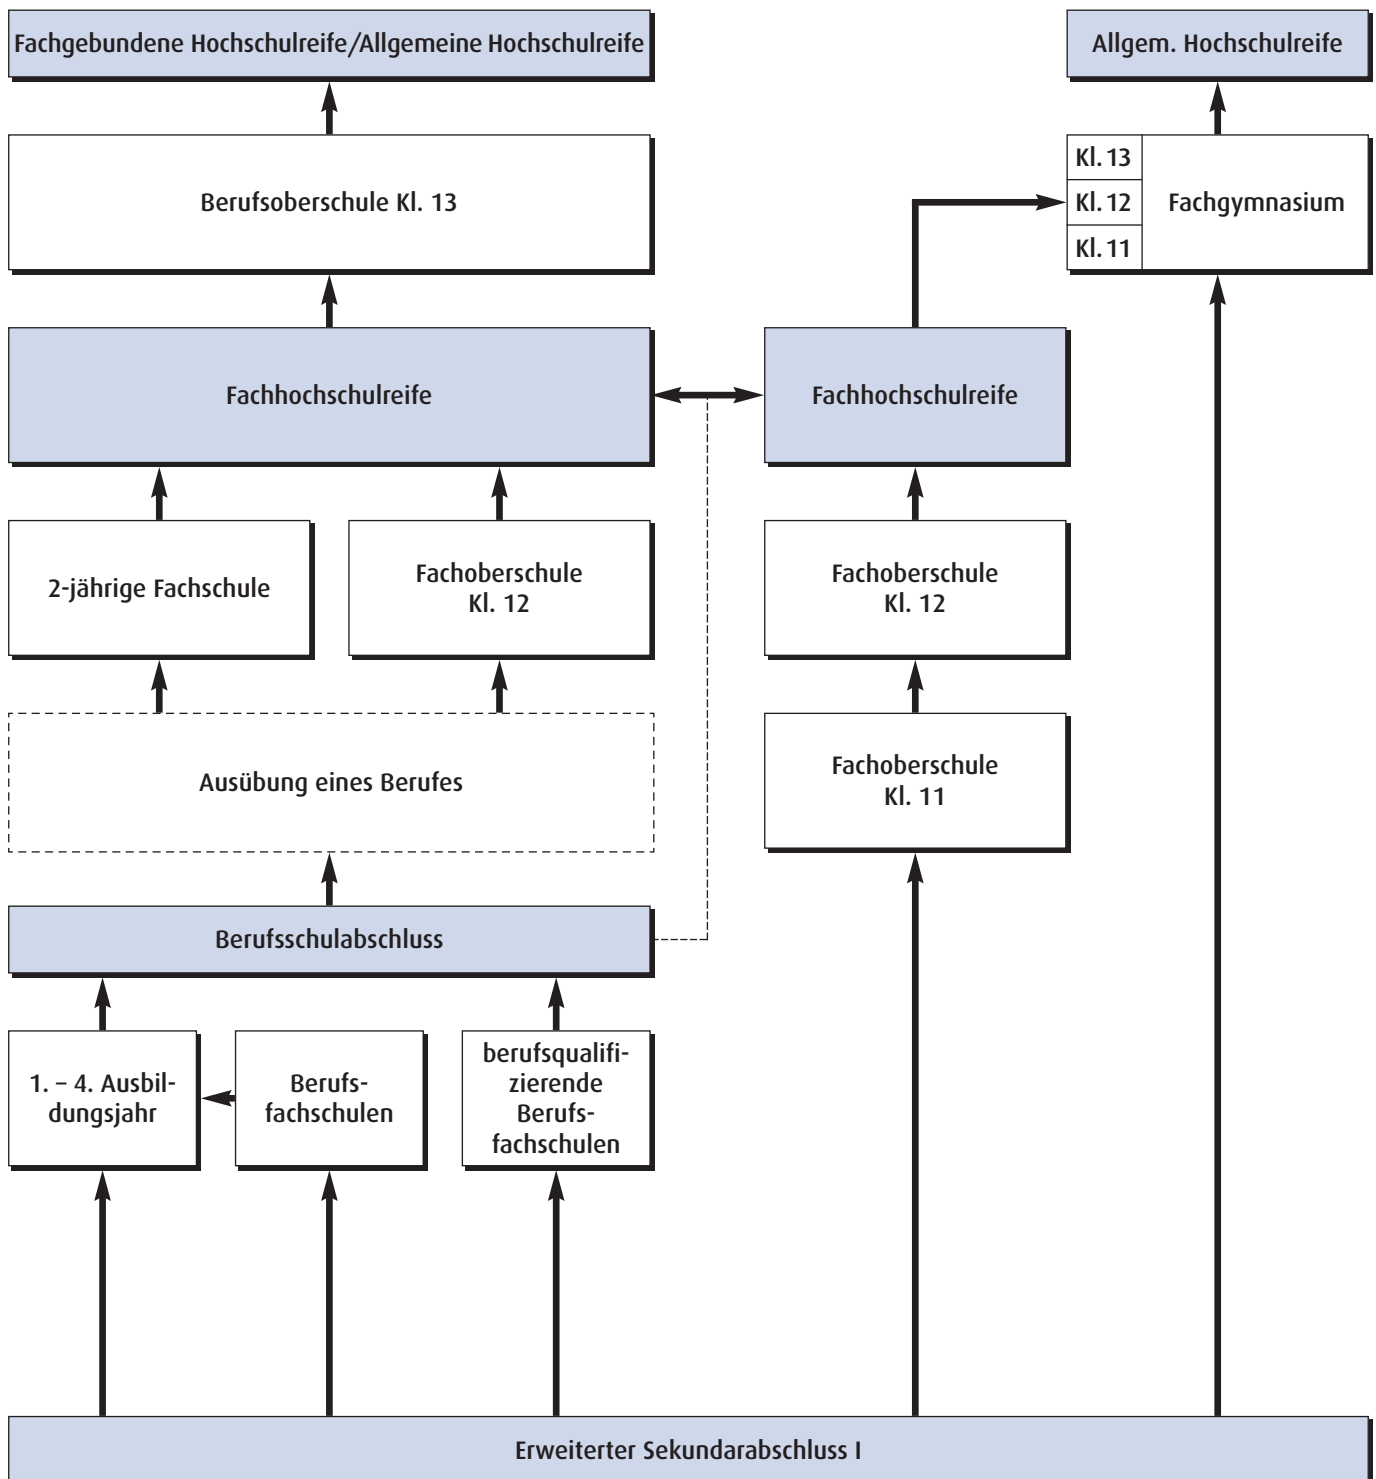 Fachgebundene Hochschulreife/Allgemeine Hochschulreife
Allgem. Hochschulreife
Berufsoberschule Kl. 13
Kl. 13
Kl. 12
Kl. 11
Fachgymnasium
Fachhochschulreife
Fachhochschulreife
2-jährige Fachschule
Fachoberschule
Kl. 12
Fachoberschule
Kl. 12
Ausübung eines Berufes
Fachoberschule
Kl. 11
Berufsschulabschluss
1. – 4. Ausbil-
dungsjahr
Berufs-
fachschulen
berufsqualifi-
zierende
Berufs-
fachschulen
Erweiterter Sekundarabschluss I